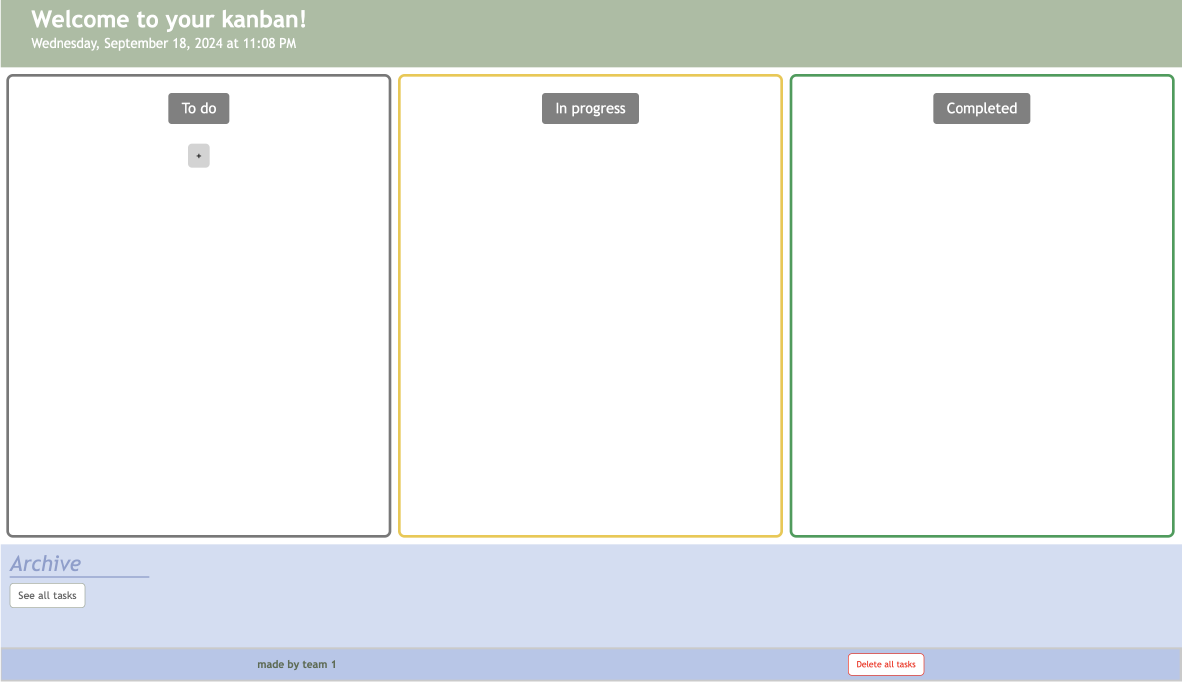 Welcome to your kanban!
Wednesday, September 18, 2024 at 11:08 PM
To do
+
In progress
Completed
Archive
See all tasks
made by team 1
Delete all tasks